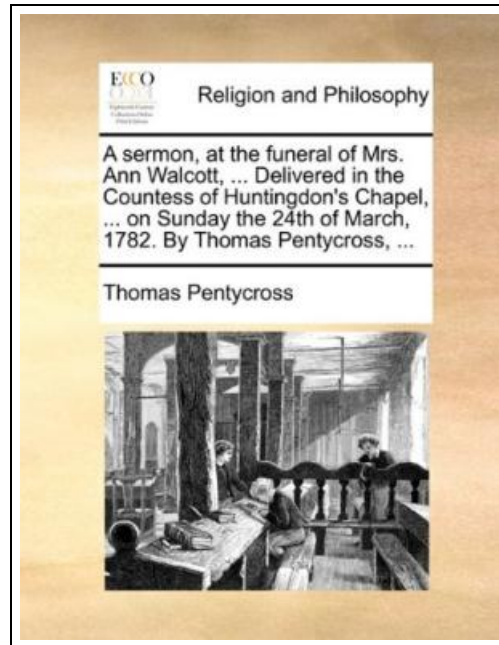 ECCO
Religion and Philosophy
A sermon, at the funeral of Mrs.
Ann Walcott, ... Delivered in the
Countess of Huntingdon's Chapel,
... on Sunday the 24th of March,
1782. By Thomas Pentycross, ...
Thomas Pentycross